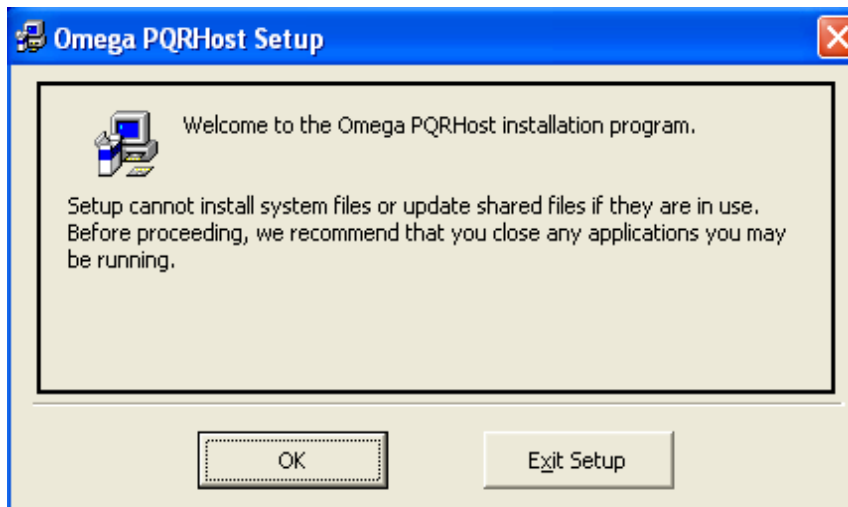 Omega PQRHost Setup
Welcome to the Omega PQRHost installation program.
Setup cannot install system files or update shared files if they are in use.
Before proceeding, we recommend that you close any applications you may
be running.
OK
Exit Setup